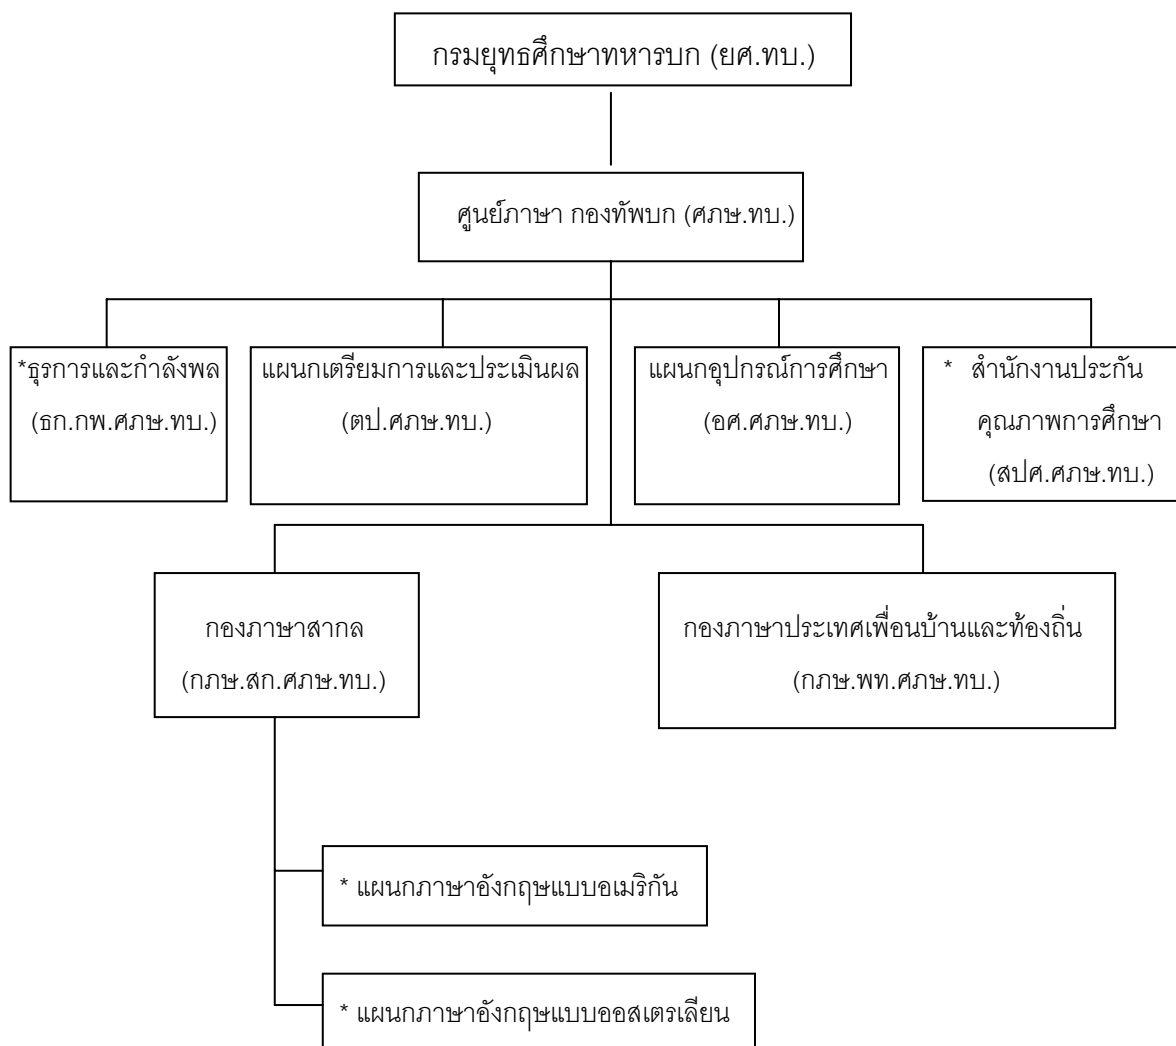 กรมยุทธศึกษาทหารบก (ยศ.ทบ.)
ศูนย์ภาษา กองทัพบก (ศภษ.ทบ.)
*ธุรการและกำลังพล
(ธก.กพ.ศภษ.ทบ.)
แผนกเตรียมการและประเมินผล
(ตป.ศภษ.ทบ.)
แผนกอุปกรณ์การศึกษา
(อศ.ศภษ.ทบ.)
* สำนักงานประกัน
คุณภาพการศึกษา
(สปศ.ศภษ.ทบ.)
กองภาษาสากล
(กภษ.สก.ศภษ.ทบ.)
กองภาษาประเทศเพื่อนบ้านและท้องถิ่น
(กภษ.พท.ศภษ.ทบ.)
* แผนกภาษาอังกฤษแบบอเมริกัน
* แผนกภาษาอังกฤษแบบออสเตรเลียน